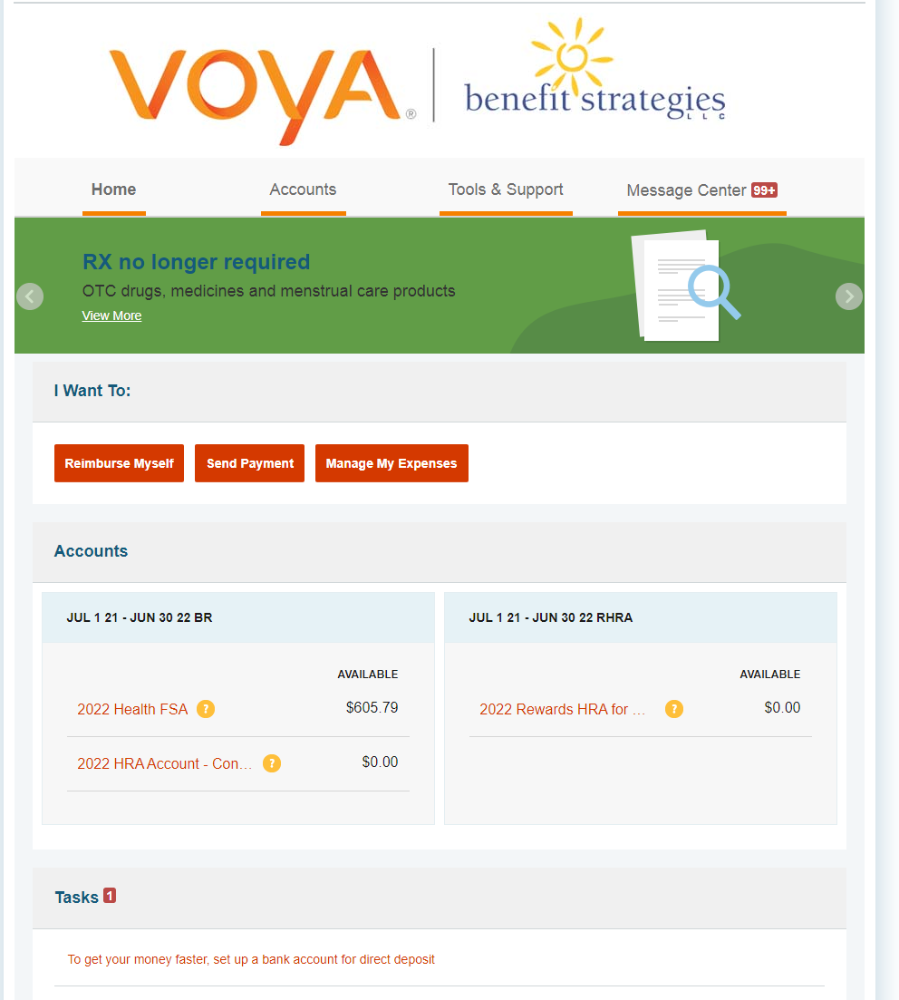 VOYA®
benefit strategies
LLC
Home
Accounts
Tools & Support
Message Center 99+
RX no longer required
OTC drugs, medicines and menstrual care products
View More
I Want To:
Reimburse Myself
Send Payment
Manage My Expenses
Accounts
JUL 1 21 - JUN 30 22 BR
AVAILABLE
2022 Health FSA ? $605.79
2022 HRA Account - Con... ? $0.00
JUL 1 21 - JUN 30 22 RHRA
AVAILABLE
2022 Rewards HRA for ... ? $0.00
Tasks 1
To get your money faster, set up a bank account for direct deposit